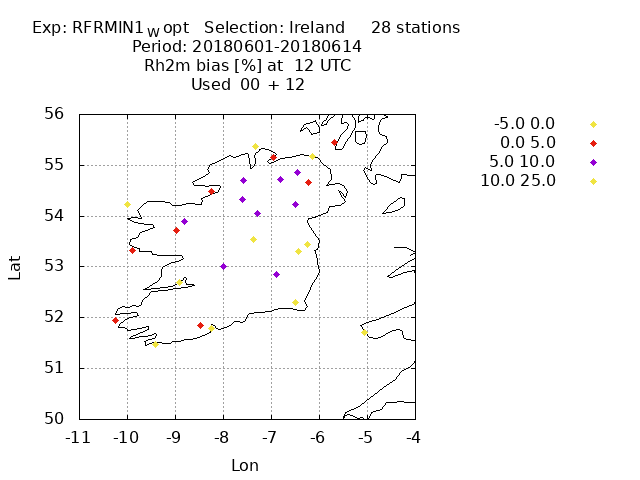 Exp: RFRMIN1 W opt Selection: Ireland 28 stations
Period: 20180601-20180614
Rh2m bias [%] at 12 UTC
Used 00 + 12
-5.0 0.0
0.0 5.0
5.0 10.0
10.0 25.0
56
55
54
53
52
51
50
Lat
-11 -10 -9 -8 -7 -6 -5 -4
Lon